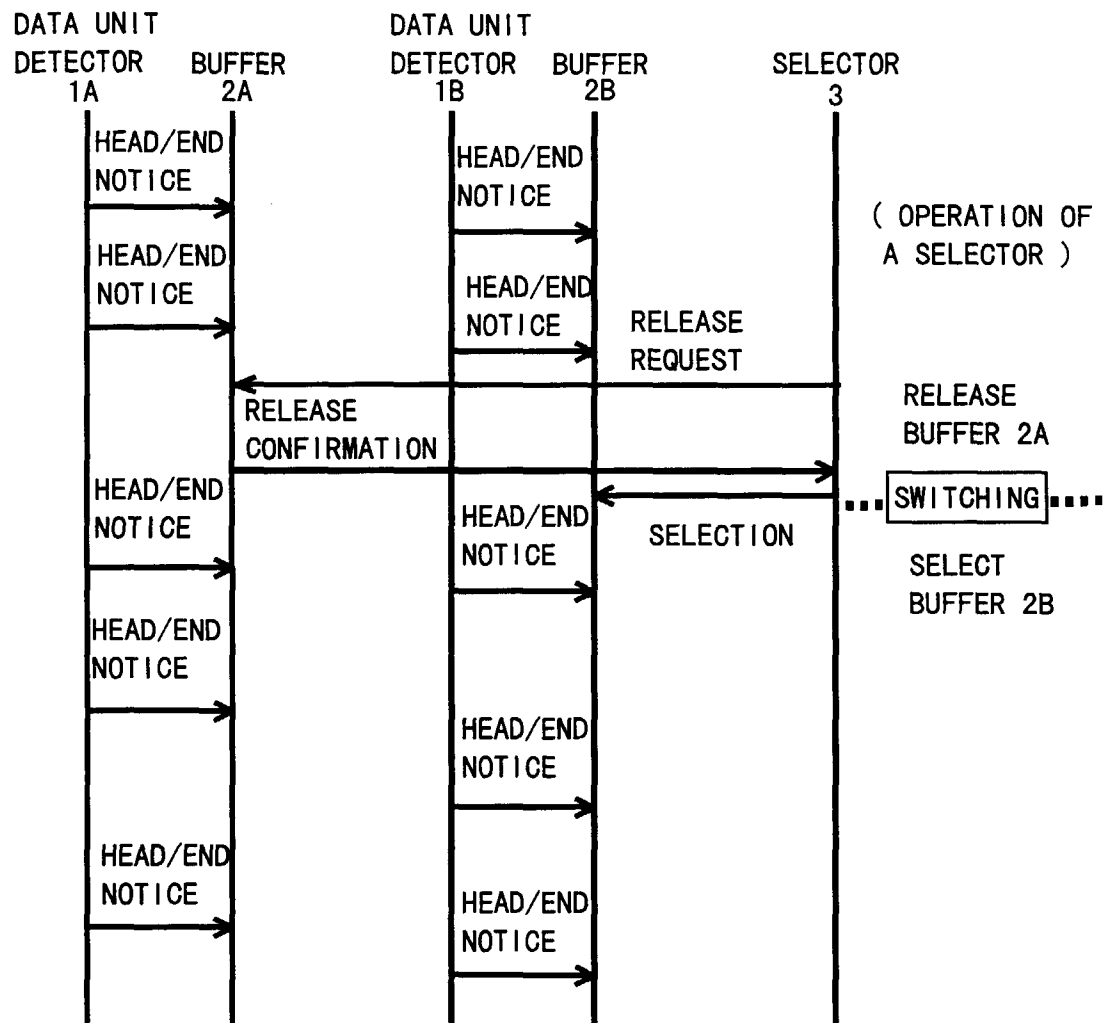 DATA UNIT
DETECTOR
1A
BUFFER
2A
DATA UNIT
DETECTOR
1B
BUFFER
2B
SELECTOR
3
HEAD/END
NOTICE
HEAD/END
NOTICE
( OPERATION OF
A SELECTOR )
HEAD/END
NOTICE
HEAD/END
NOTICE
RELEASE
REQUEST
RELEASE
CONFIRMATION
RELEASE
BUFFER 2A
HEAD/END
NOTICE
HEAD/END
NOTICE
SELECTION
SWITCHING
SELECT
BUFFER 2B
HEAD/END
NOTICE
HEAD/END
NOTICE
HEAD/END
NOTICE
HEAD/END
NOTICE